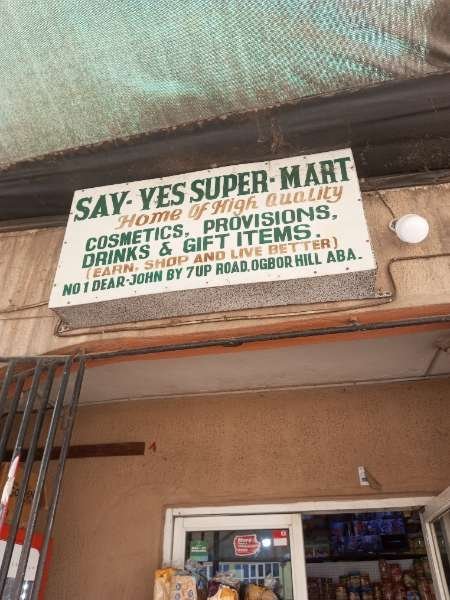 SAY-YES SUPER-MART
Home Of High Quality
COSMETICS, PROVISIONS,
DRINKS & GIFT ITEMS.
(EARN, SHOP AND LIVE BETTER)
NO 1 DEAR-JOHN BY 7UP ROAD, OGBOR HILL ABA.